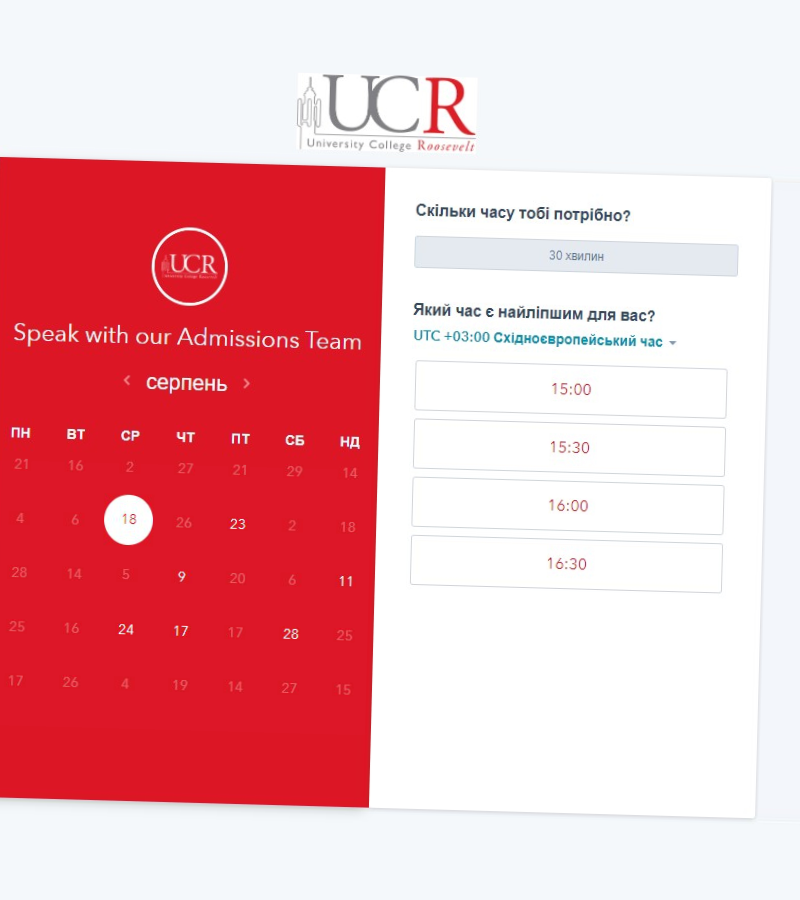 UCR
University College Roosevelt
UCR
Speak with our Admissions Team
серпень
ПН ВТ СР ЧТ ПТ СБ НД
21 16 2 27 21 29 14
4 6 18 26 23 2 18
28 14 5 9 20 6 11
25 16 24 17 17 28 25
17 26 4 19 14 27 15
Скільки часу тобі потрібно?
30 хвилин
Який час є найліпшим для вас?
UTC +03:00 Східноєвропейський час
15:00
15:30
16:00
16:30